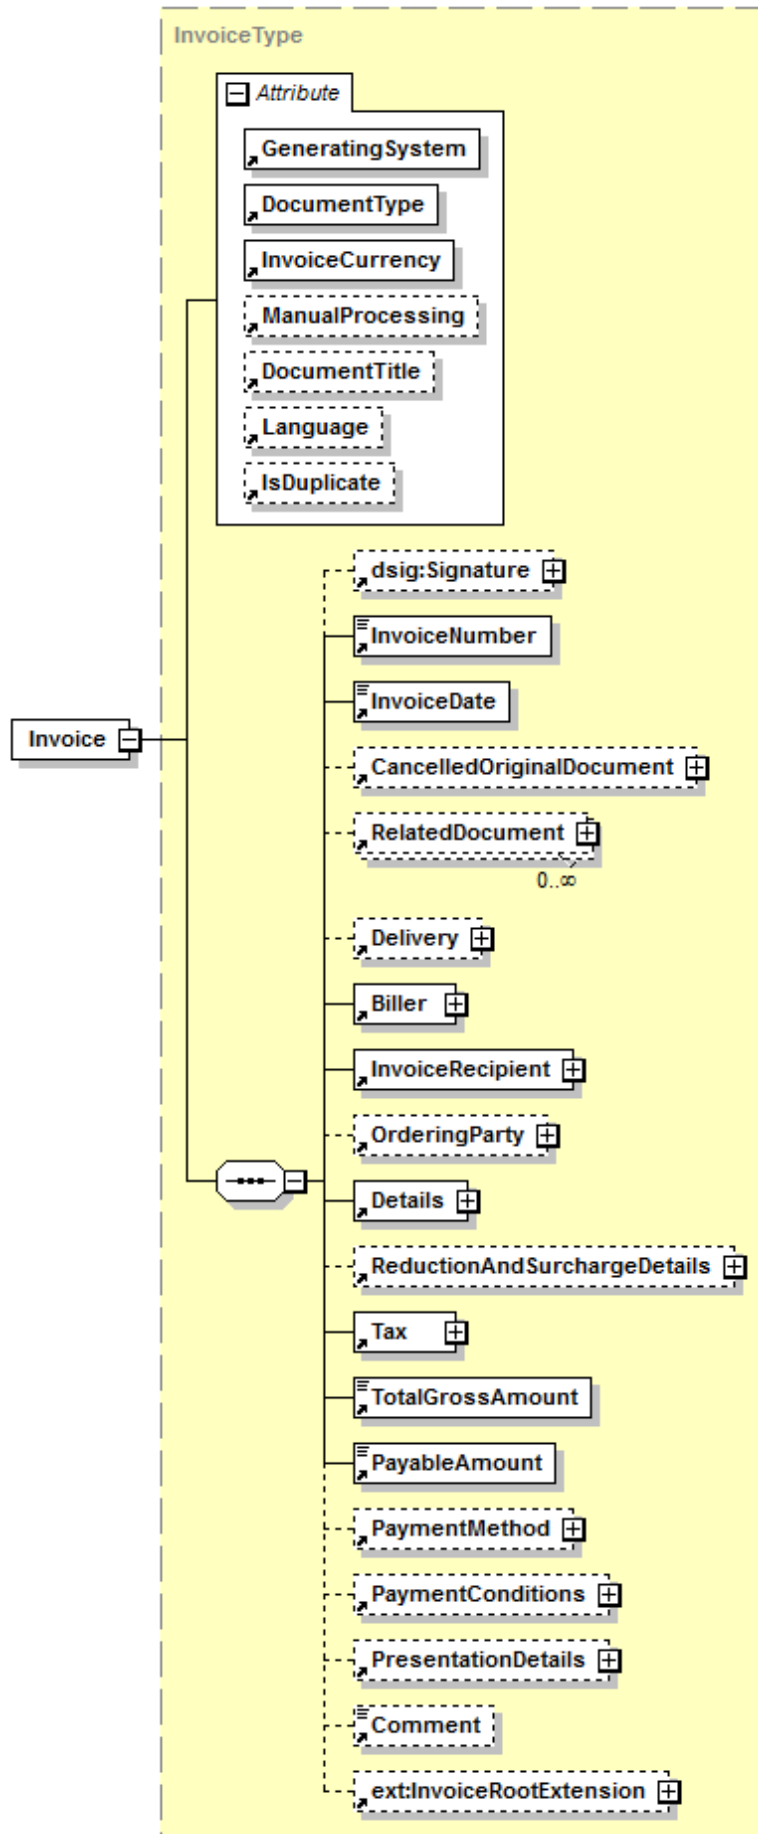 InvoiceType
Attribute
GeneratingSystem
DocumentType
InvoiceCurrency
ManualProcessing
DocumentTitle
Language
IsDuplicate
dsig:Signature
InvoiceNumber
InvoiceDate
Invoice
CancelledOriginalDocument
RelatedDocument
0..∞
Delivery
Biller
InvoiceRecipient
OrderingParty
Details
ReductionAndSurchargeDetails
Tax
TotalGrossAmount
PayableAmount
PaymentMethod
PaymentConditions
PresentationDetails
Comment
ext:InvoiceRootExtension